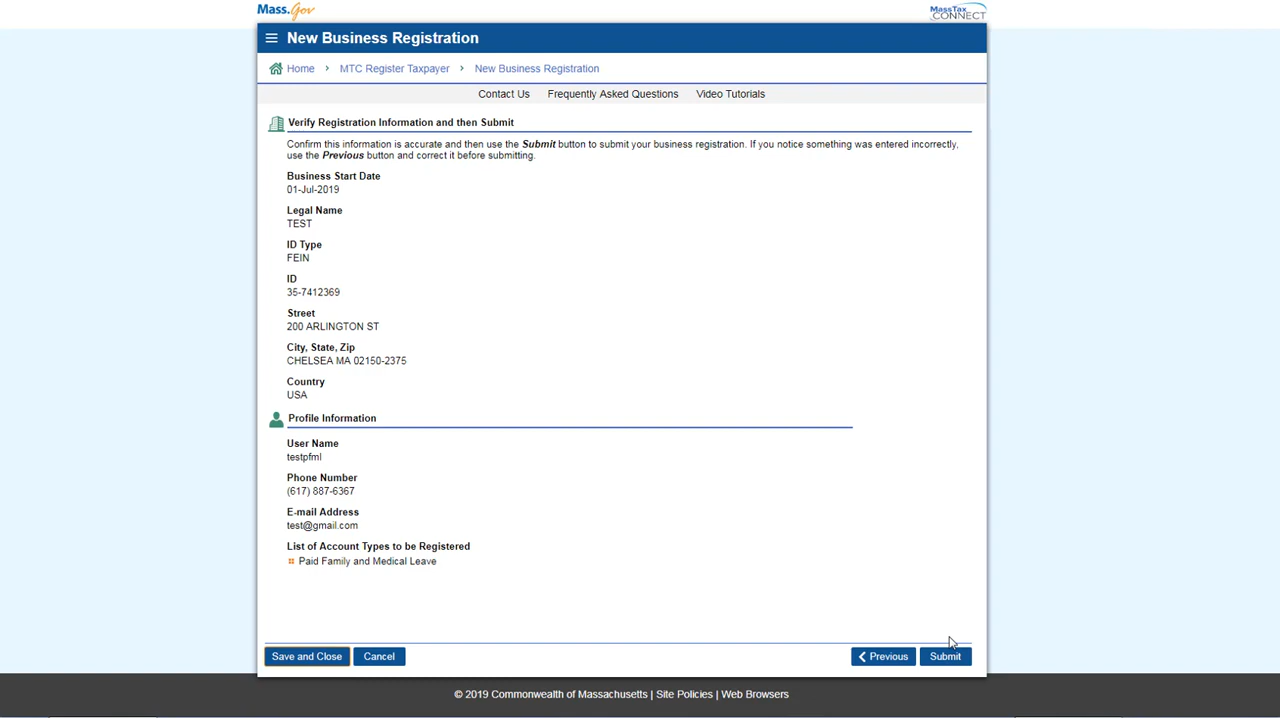 Mass.Gov
MassTax CONNECT
New Business Registration
Home
MTC Register Taxpayer
New Business Registration
Contact Us
Frequently Asked Questions
Video Tutorials
Verify Registration Information and then Submit
Confirm this information is accurate and then use the Submit button to submit your business registration. If you notice something was entered incorrectly,
use the Previous button and correct it before submitting.
Business Start Date
01-Jul-2019
Legal Name
TEST
ID Type
FEIN
ID
35-7412369
Street
200 ARLINGTON ST
City, State, Zip
CHELSEA MA 02150-2375
Country
USA
Profile Information
User Name
testpfml
Phone Number
(617) 887-6367
E-mail Address
test@gmail.com
List of Account Types to be Registered
Paid Family and Medical Leave
Save and Close
Cancel
Previous
Submit
© 2019 Commonwealth of Massachusetts | Site Policies | Web Browsers